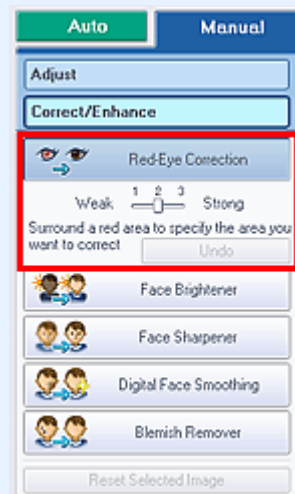 Auto Manual
Adjust
Correct/Enhance
Red-Eye Correction
1 2 3
Weak Strong
Surround a red area to specify the area you
want to correct Undo
Face Brightener
Face Sharpener
Digital Face Smoothing
Blemish Remover
Reset Selected Image